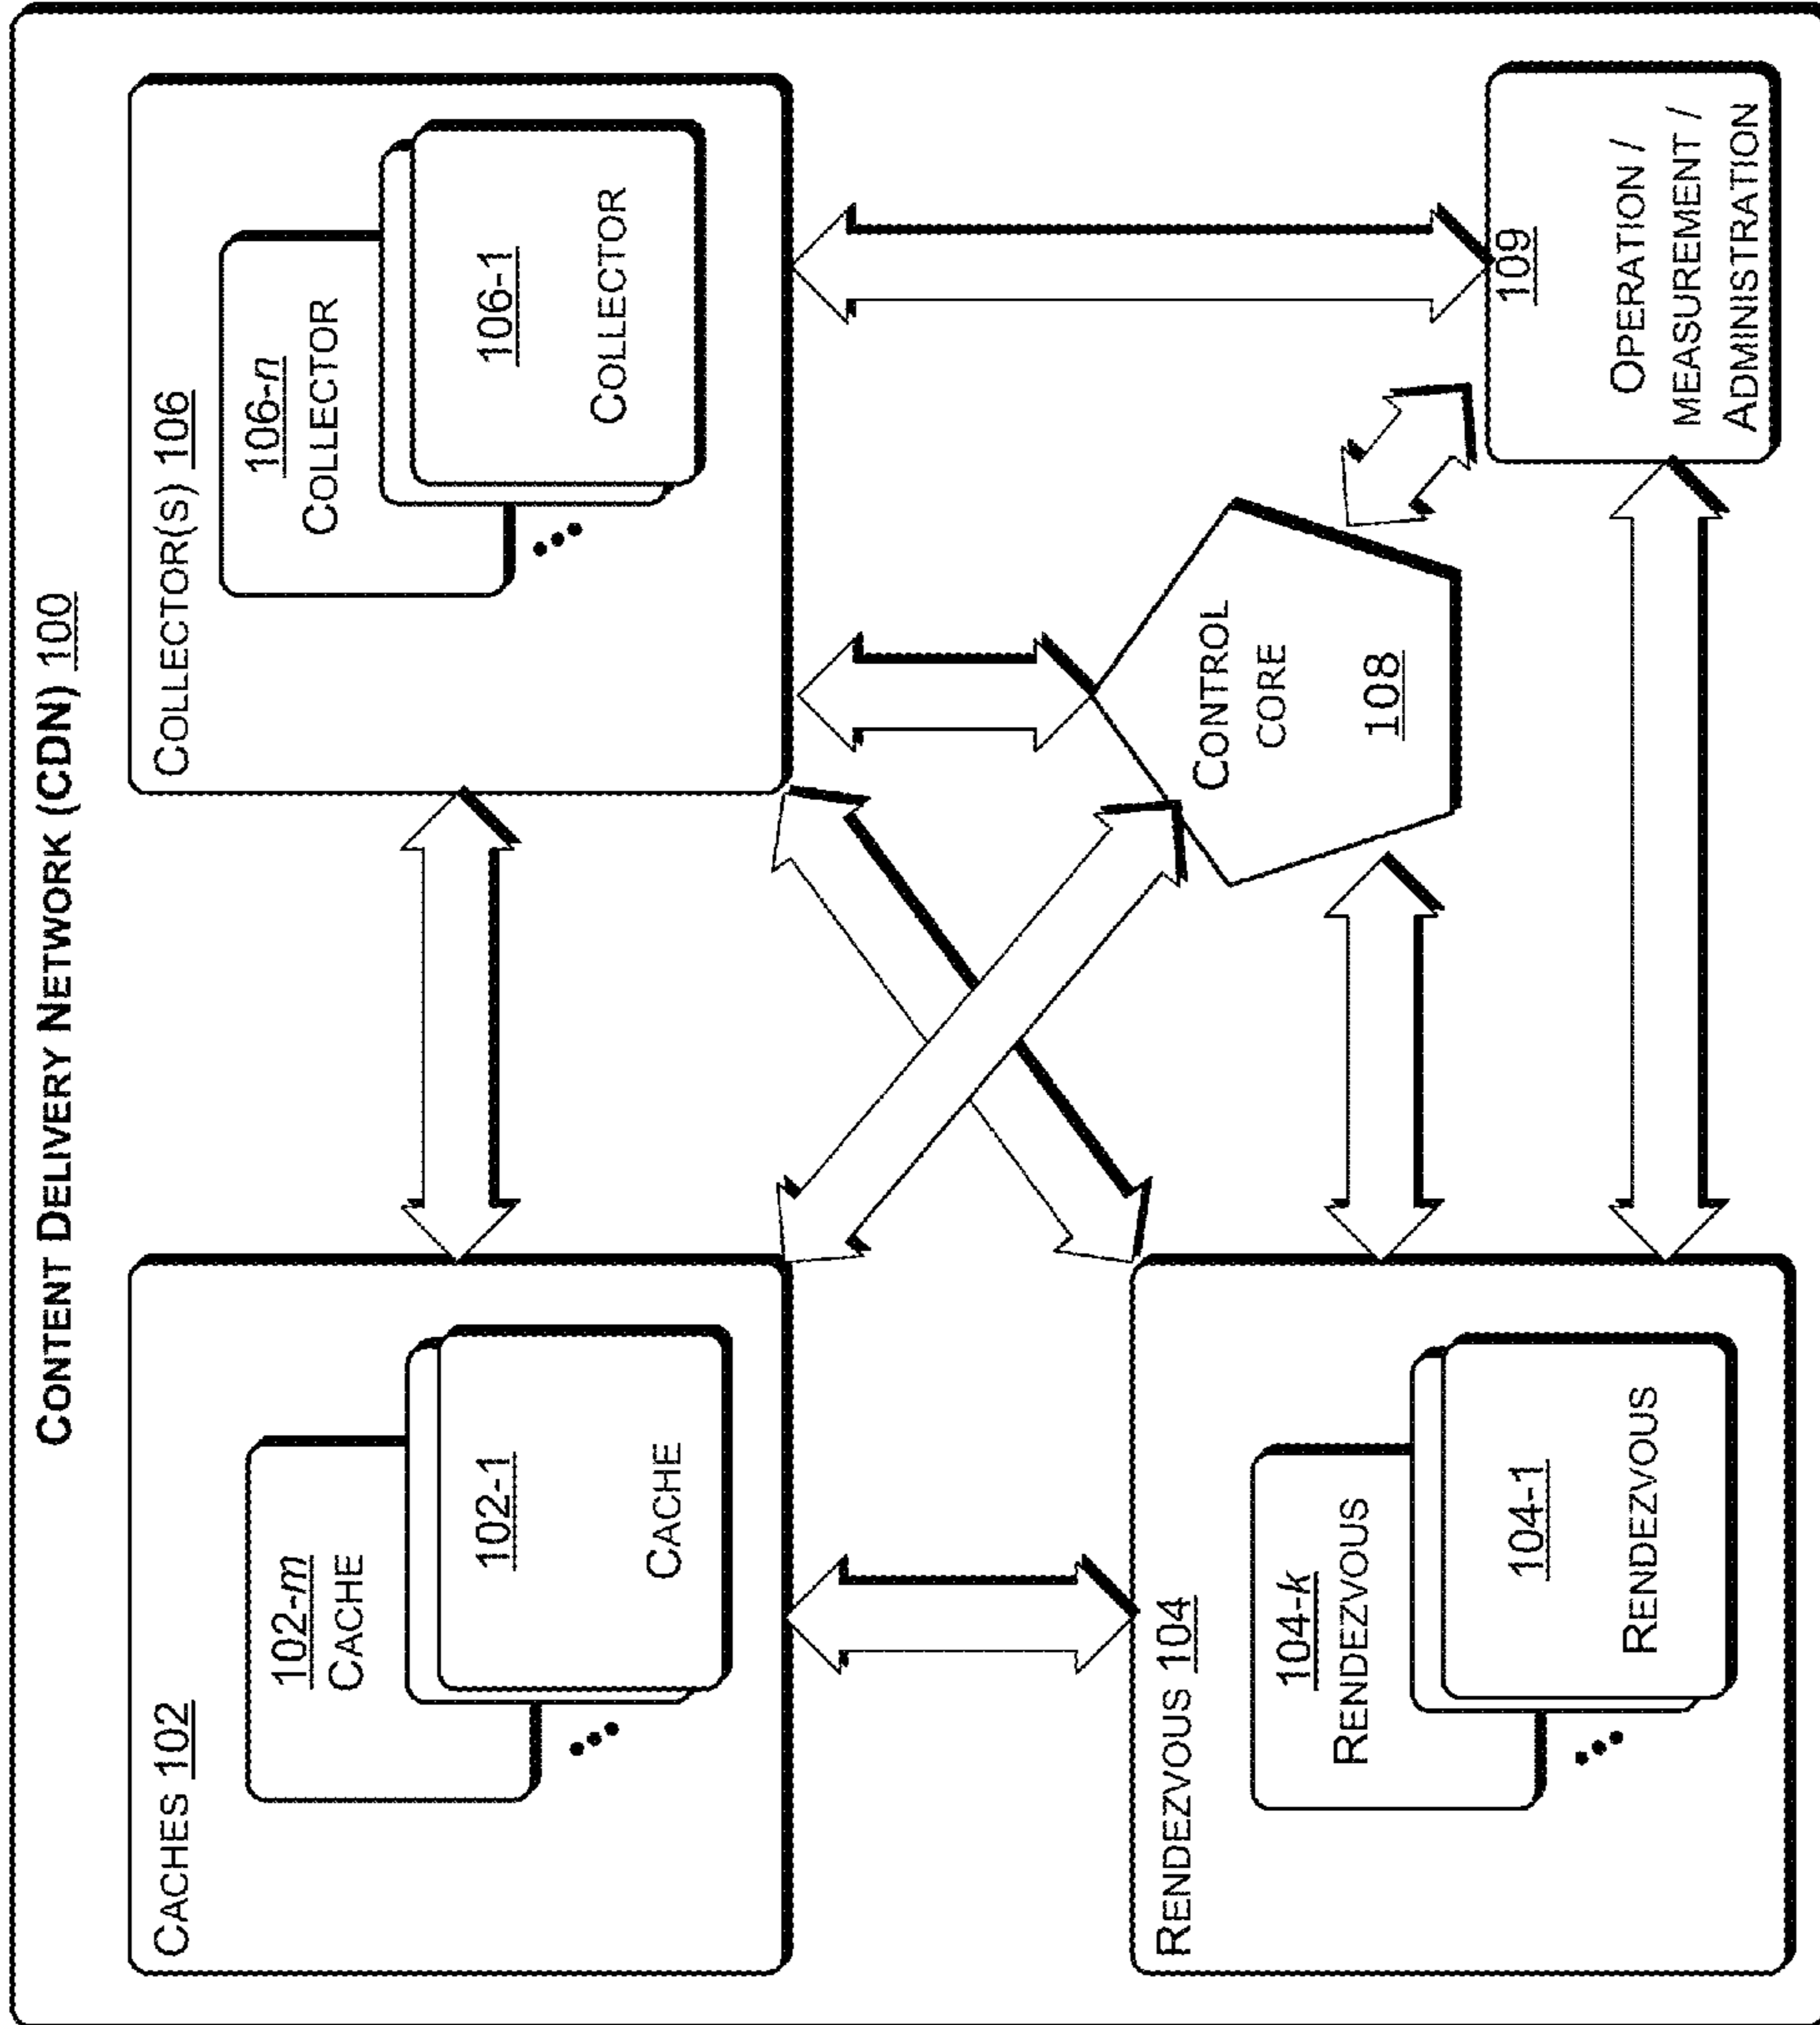 CONTENT DELIVERY NETWORK (CDN) 100
CACHES 102
102-m
CACHE
102-1
CACHE
•••
COLLECTOR(S) 106
106-n
COLLECTOR
106-1
COLLECTOR
•••
RENDEZVOUS 104
104-k
RENDEZVOUS
104-1
RENDEZVOUS
•••
CONTROL
CORE
108
109
OPERATION /
MEASUREMENT /
ADMINISTRATION